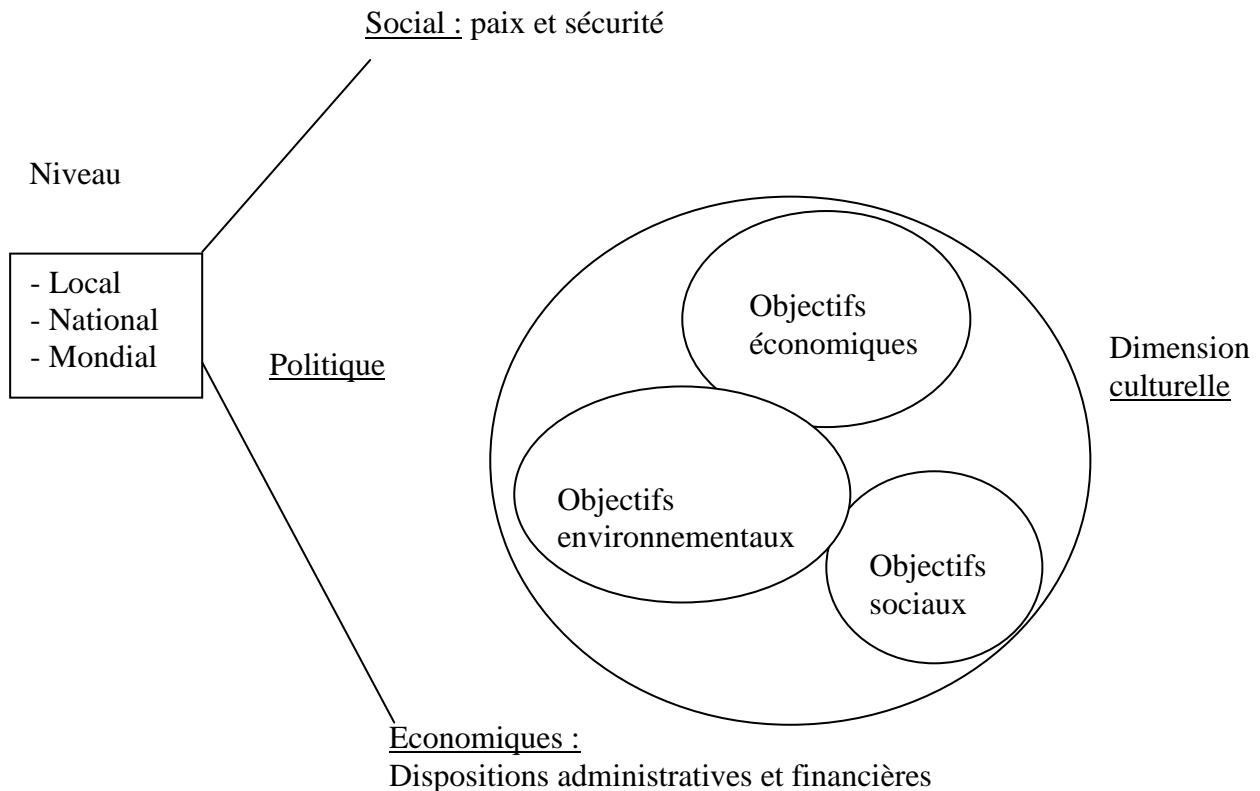 Social : paix et sécurité
Niveau
- Local
- National
- Mondial
Politique
Objectifs
économiques
Dimension
culturelle
Objectifs
environnementaux
Objectifs
sociaux
Economiques :
Dispositions administratives et financières